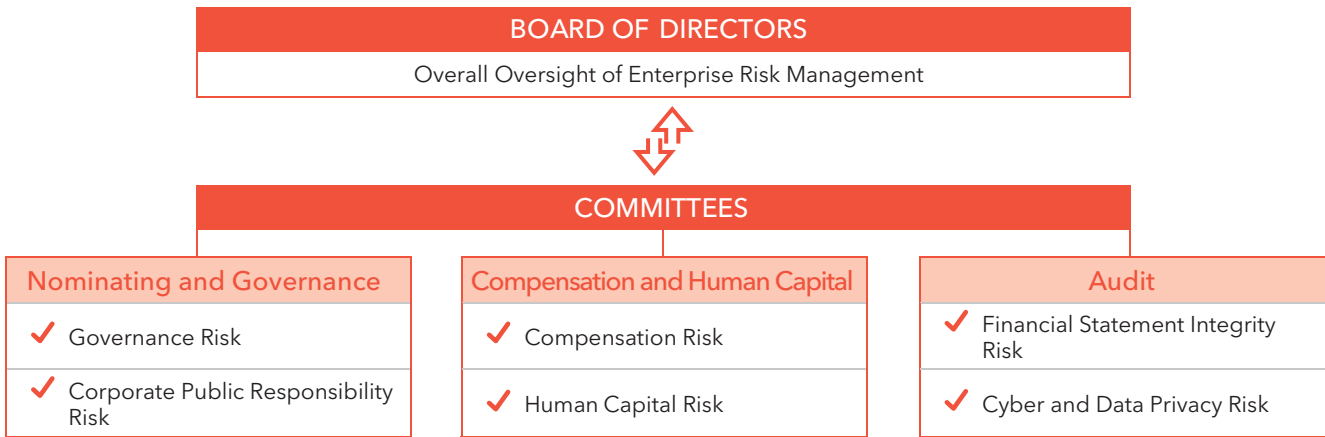 BOARD OF DIRECTORS
Overall Oversight of Enterprise Risk Management
COMMITTEES
Nominating and Governance
Governance Risk
Corporate Public Responsibility
Risk
Compensation and Human Capital
Compensation Risk
Human Capital Risk
Audit
Financial Statement Integrity
Risk
Cyber and Data Privacy Risk